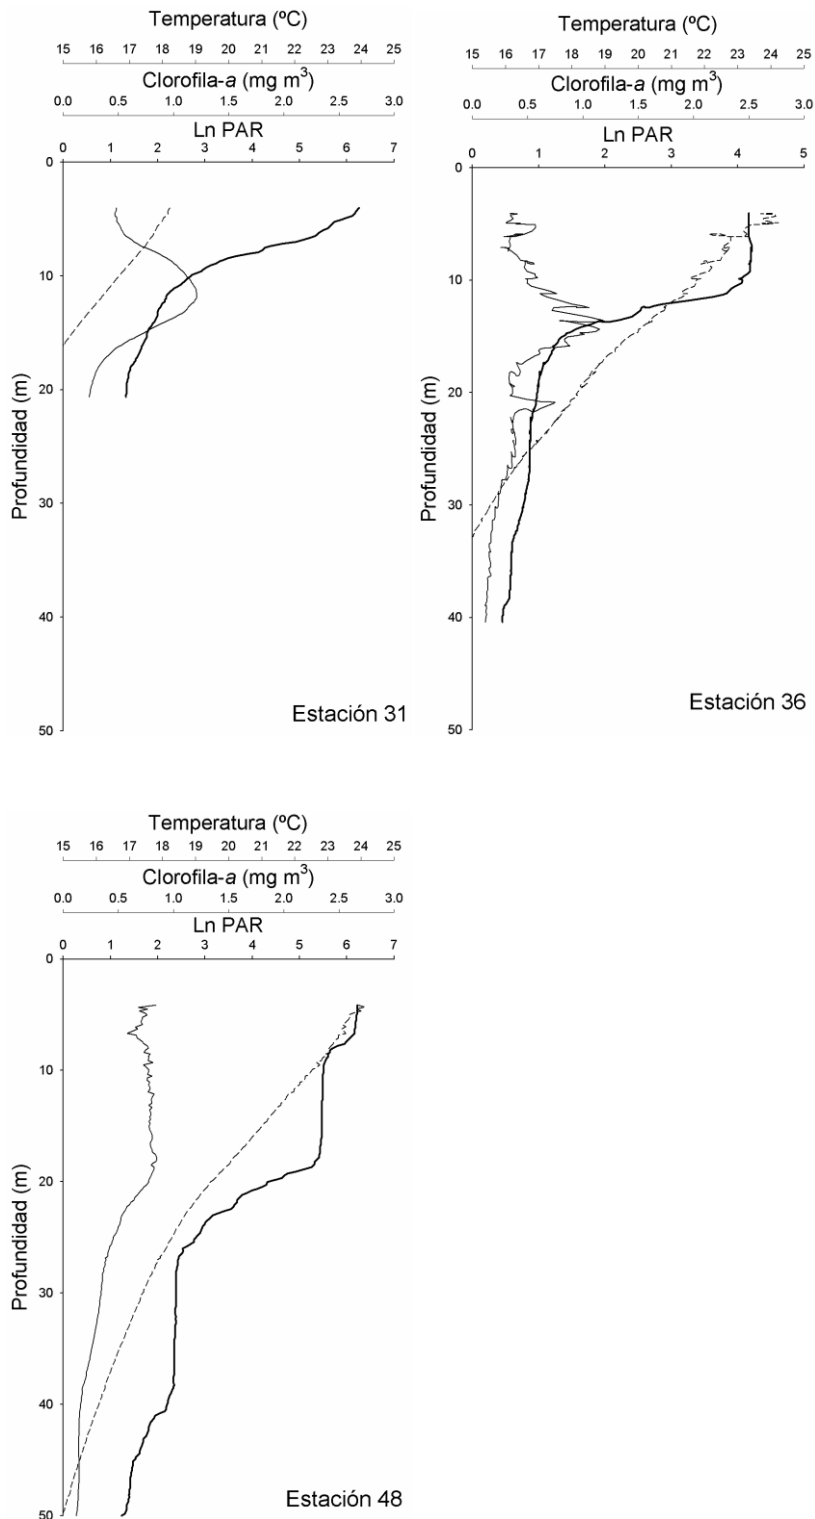 Temperatura (ºC)
15 16 17 18 19 20 21 22 23 24 25
Clorofila-a (mg m3)
0.0 0.5 1.0 1.5 2.0 2.5 3.0
Ln PAR
0 1 2 3 4 5 6 7
0
10
20
30
40
50
Profundidad (m)
Estación 31
Temperatura (ºC)
15 16 17 18 19 20 21 22 23 24 25
Clorofila-a (mg m3)
0.0 0.5 1.0 1.5 2.0 2.5 3.0
Ln PAR
0 1 2 3 4 5
0
10
20
30
40
50
Profundidad (m)
Estación 36
Temperatura (ºC)
15 16 17 18 19 20 21 22 23 24 25
Clorofila-a (mg m3)
0.0 0.5 1.0 1.5 2.0 2.5 3.0
Ln PAR
0 1 2 3 4 5 6 7
0
10
20
30
40
50
Profundidad (m)
Estación 48